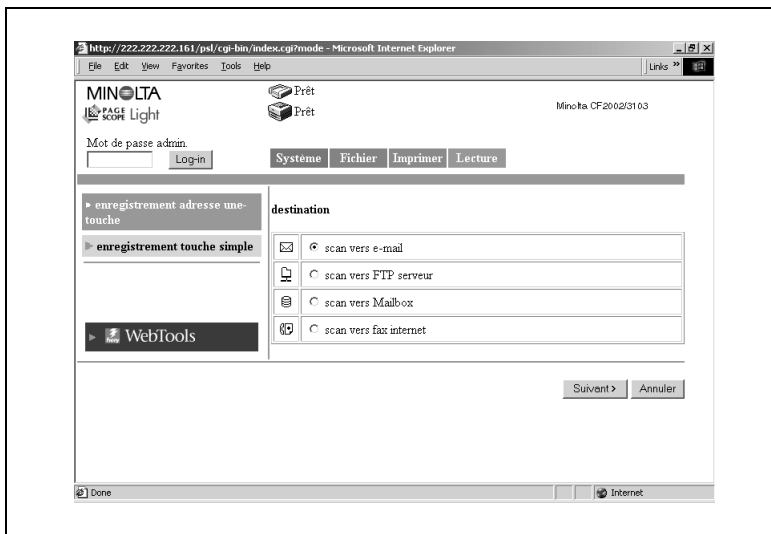 http://222.222.222.161/psl/cgi-bin/index.cgi?mode - Microsoft Internet Explorer
File Edit View Favorites Tools Help
Links »
MINOLTA
PAGE SCOPE Light
Prêt
Prêt
Minolta CF2002/3103
Mot de passe admin.
Log-in
Système Fichier Imprimer Lecture
enregistrement adresse une-
touche
enregistrement touche simple
WebTools
destination
scan vers e-mail
scan vers FTP serveur
scan vers Mailbox
scan vers fax internet
Suivant > Annuler
Done
Internet